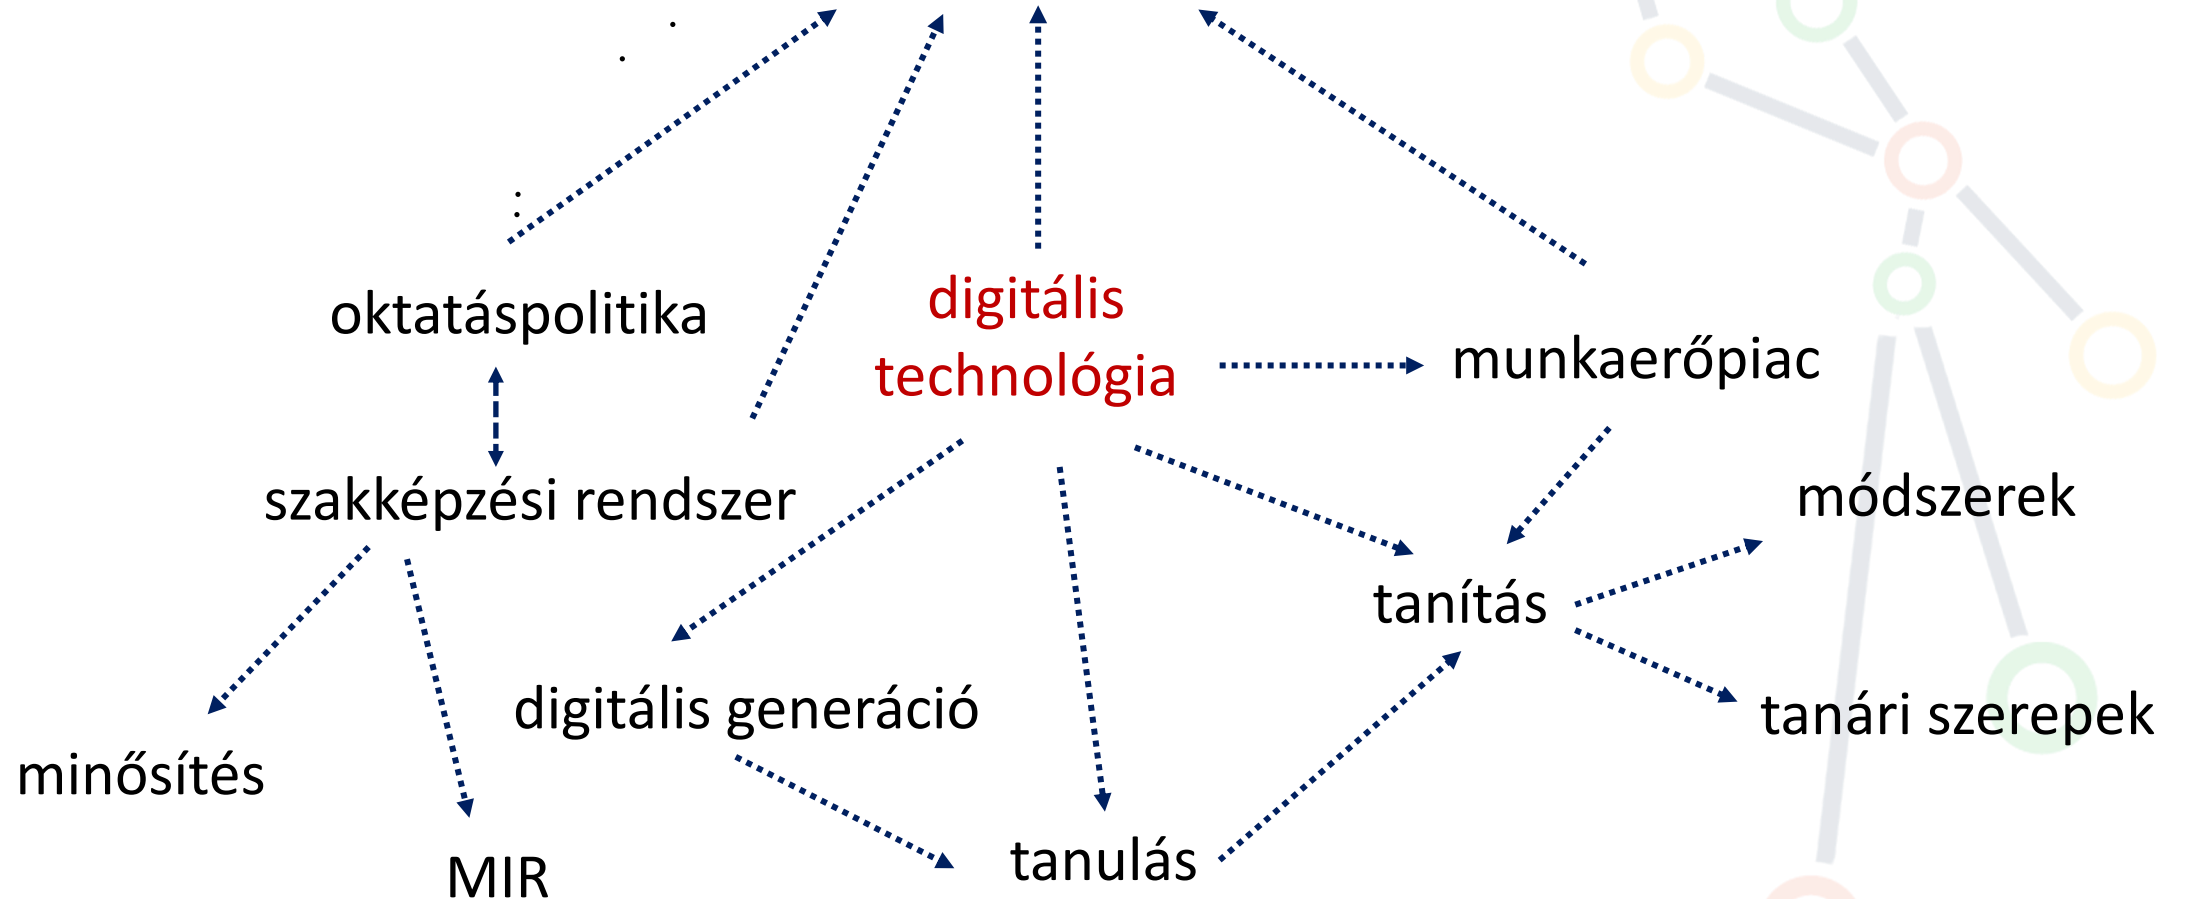 digitális
technológia
oktatáspolitika
munkaerőpiac
szakképzési rendszer
módszerek
tanítás
digitális generáció
tanári szerepek
minősítés
tanulás
MIR